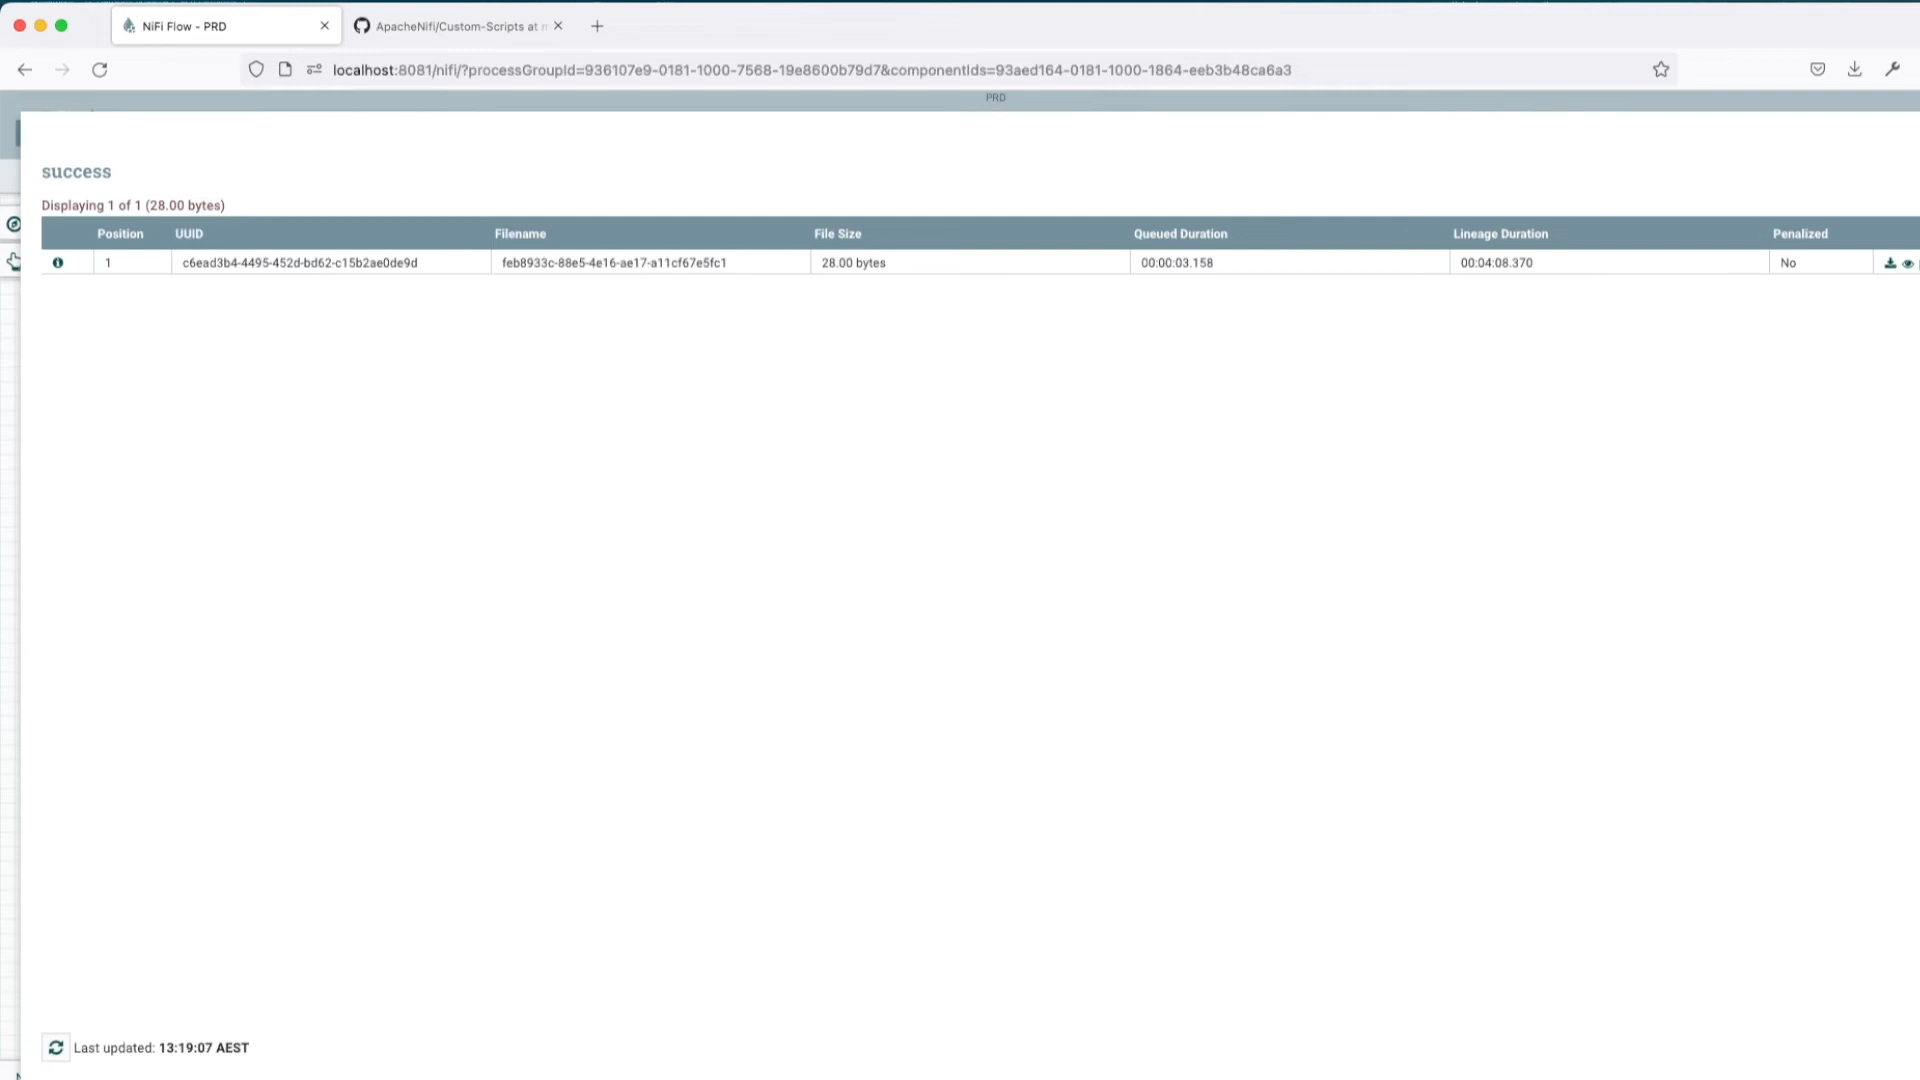 NiFi Flow - PRD
ApacheNifi/Custom-Scripts at
localhost:8081/nifi/?processGroupId=936107e9-0181-1000-7568-19e8600b79d7&componentIds=93aed164-0181-1000-1864-eeb3b48ca6a3
PRD
success
Displaying 1 of 1 (28.00 bytes)
Position UUID Filename File Size Queued Duration Lineage Duration Penalized
1 c6ead3b4-4495-452d-bd62-c15b2ae0de9d feb8933c-88e5-4e16-ae17-a11cf67e5fc1 28.00 bytes 00:00:03.158 00:04:08.370 No
Last updated: 13:19:07 AEST